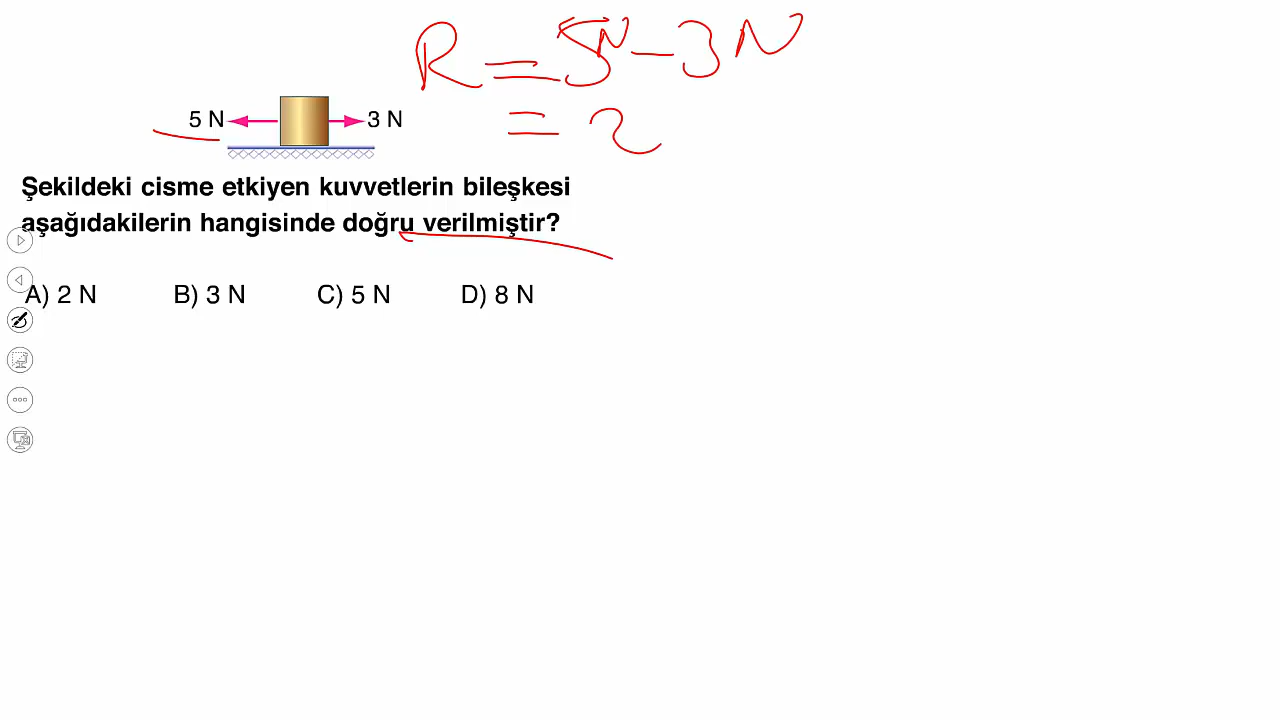 R = 5N - 3N
= 2
5 N
3 N
Şekildeki cisme etkiyen kuvvetlerin bileşkesi
aşağıdakilerin hangisinde doğru verilmiştir?
A) 2 N B) 3 N C) 5 N D) 8 N